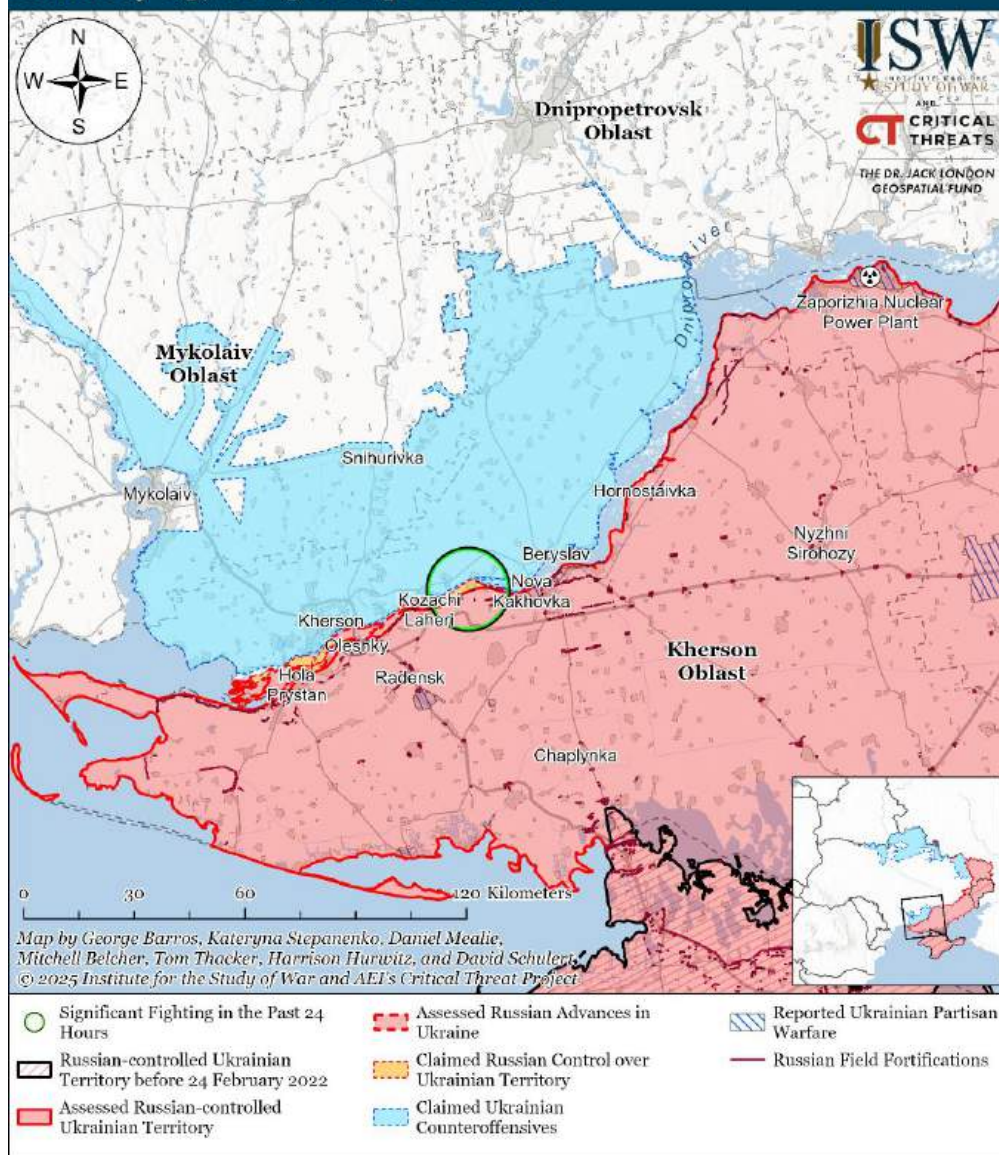 N
W E
S
ISW
INSTITUTE FOR THE
STUDY OF WAR
AND
CT CRITICAL
THREATS
THE DR. JACK LONDON
GEOSPATIAL FUND
Dnipropetrovsk
Oblast
Dnipro River
Zaporizhia Nuclear
Power Plant
Mykolaiv
Oblast
Snihurivka
Mykolaiv
Hornostaivka
Nyzhni
Sirohozy
Beryslav
Nova
Kakhovka
Kozachi
Laheri
Kherson
Oleshky
Kherson
Oblast
Hola
Prystan
Radensk
Chaplynka
0 30 60 120 Kilometers
Map by George Barros, Kateryna Stepanenko, Daniel Mealie,
Mitchell Belcher, Tom Thacker, Harrison Hurwitz, and David Schulert
© 2025 Institute for the Study of War and AEI's Critical Threat Project
Significant Fighting in the Past 24
Hours
Russian-controlled Ukrainian
Territory before 24 February 2022
Assessed Russian-controlled
Ukrainian Territory
Assessed Russian Advances in
Ukraine
Claimed Russian Control over
Ukrainian Territory
Claimed Ukrainian
Counteroffensives
Reported Ukrainian Partisan
Warfare
Russian Field Fortifications